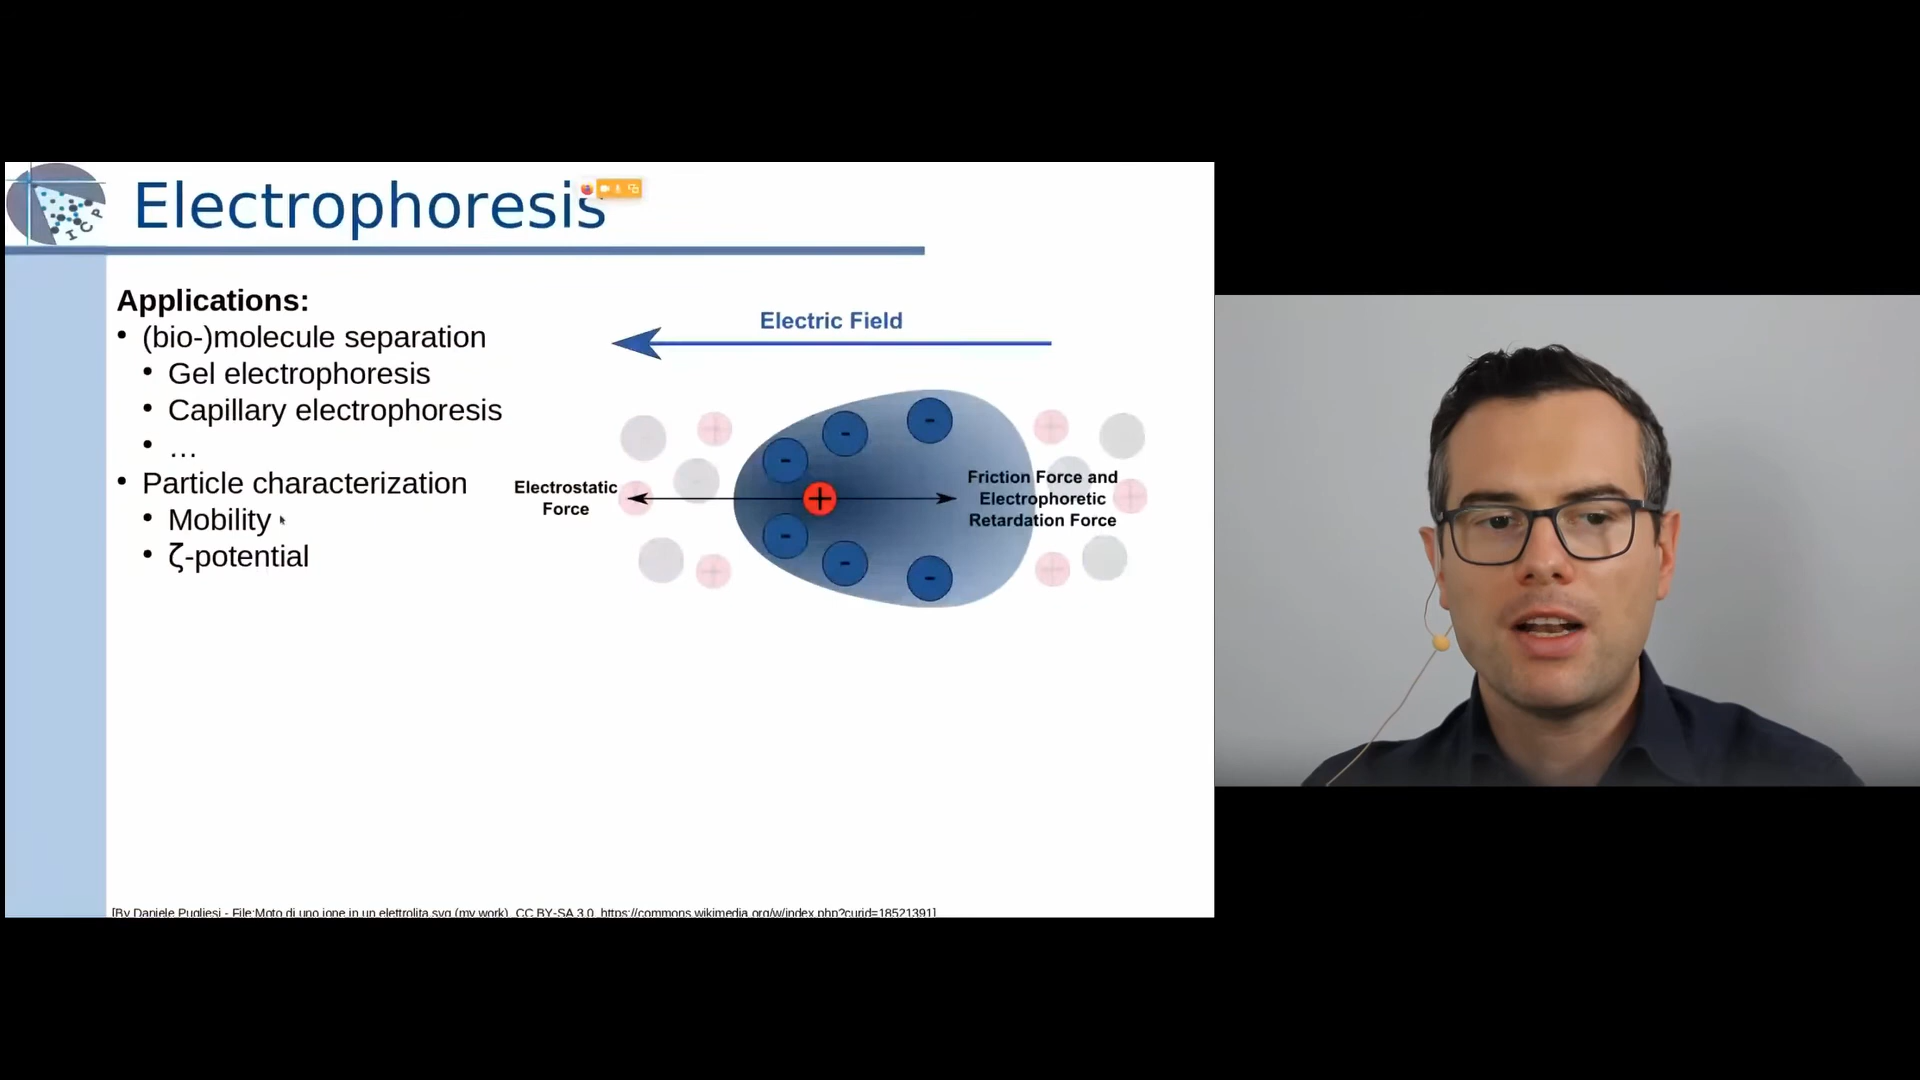 ICP
Electrophoresis
Applications:
• (bio-)molecule separation
• Gel electrophoresis
• Capillary electrophoresis
• ...
• Particle characterization
• Mobility
• ζ-potential
Electric Field
Electrostatic
Force
Friction Force and
Electrophoretic
Retardation Force
[By Daniele Pugliesi - File:Moto di uno ione in un elettrolita.svg (my work), CC BY-SA 3.0, https://commons.wikimedia.org/w/index.php?curid=18521391]